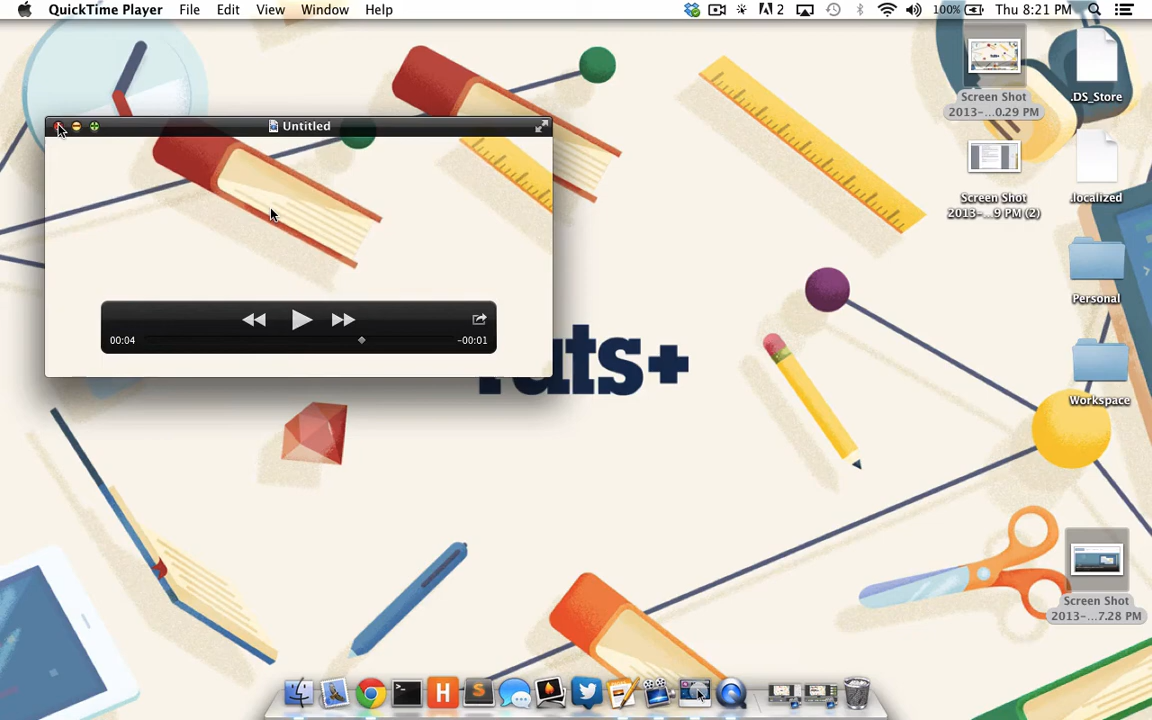 QuickTime Player File Edit View Window Help 2 100% Thu 8:21 PM
Screen Shot
2013-...0.29 PM
.DS_Store
Untitled
Screen Shot
2013-...9 PM (2)
.localized
Personal
00:04 -00:01
tuts+
Workspace
Screen Shot
2013-...7.28 PM
H
S